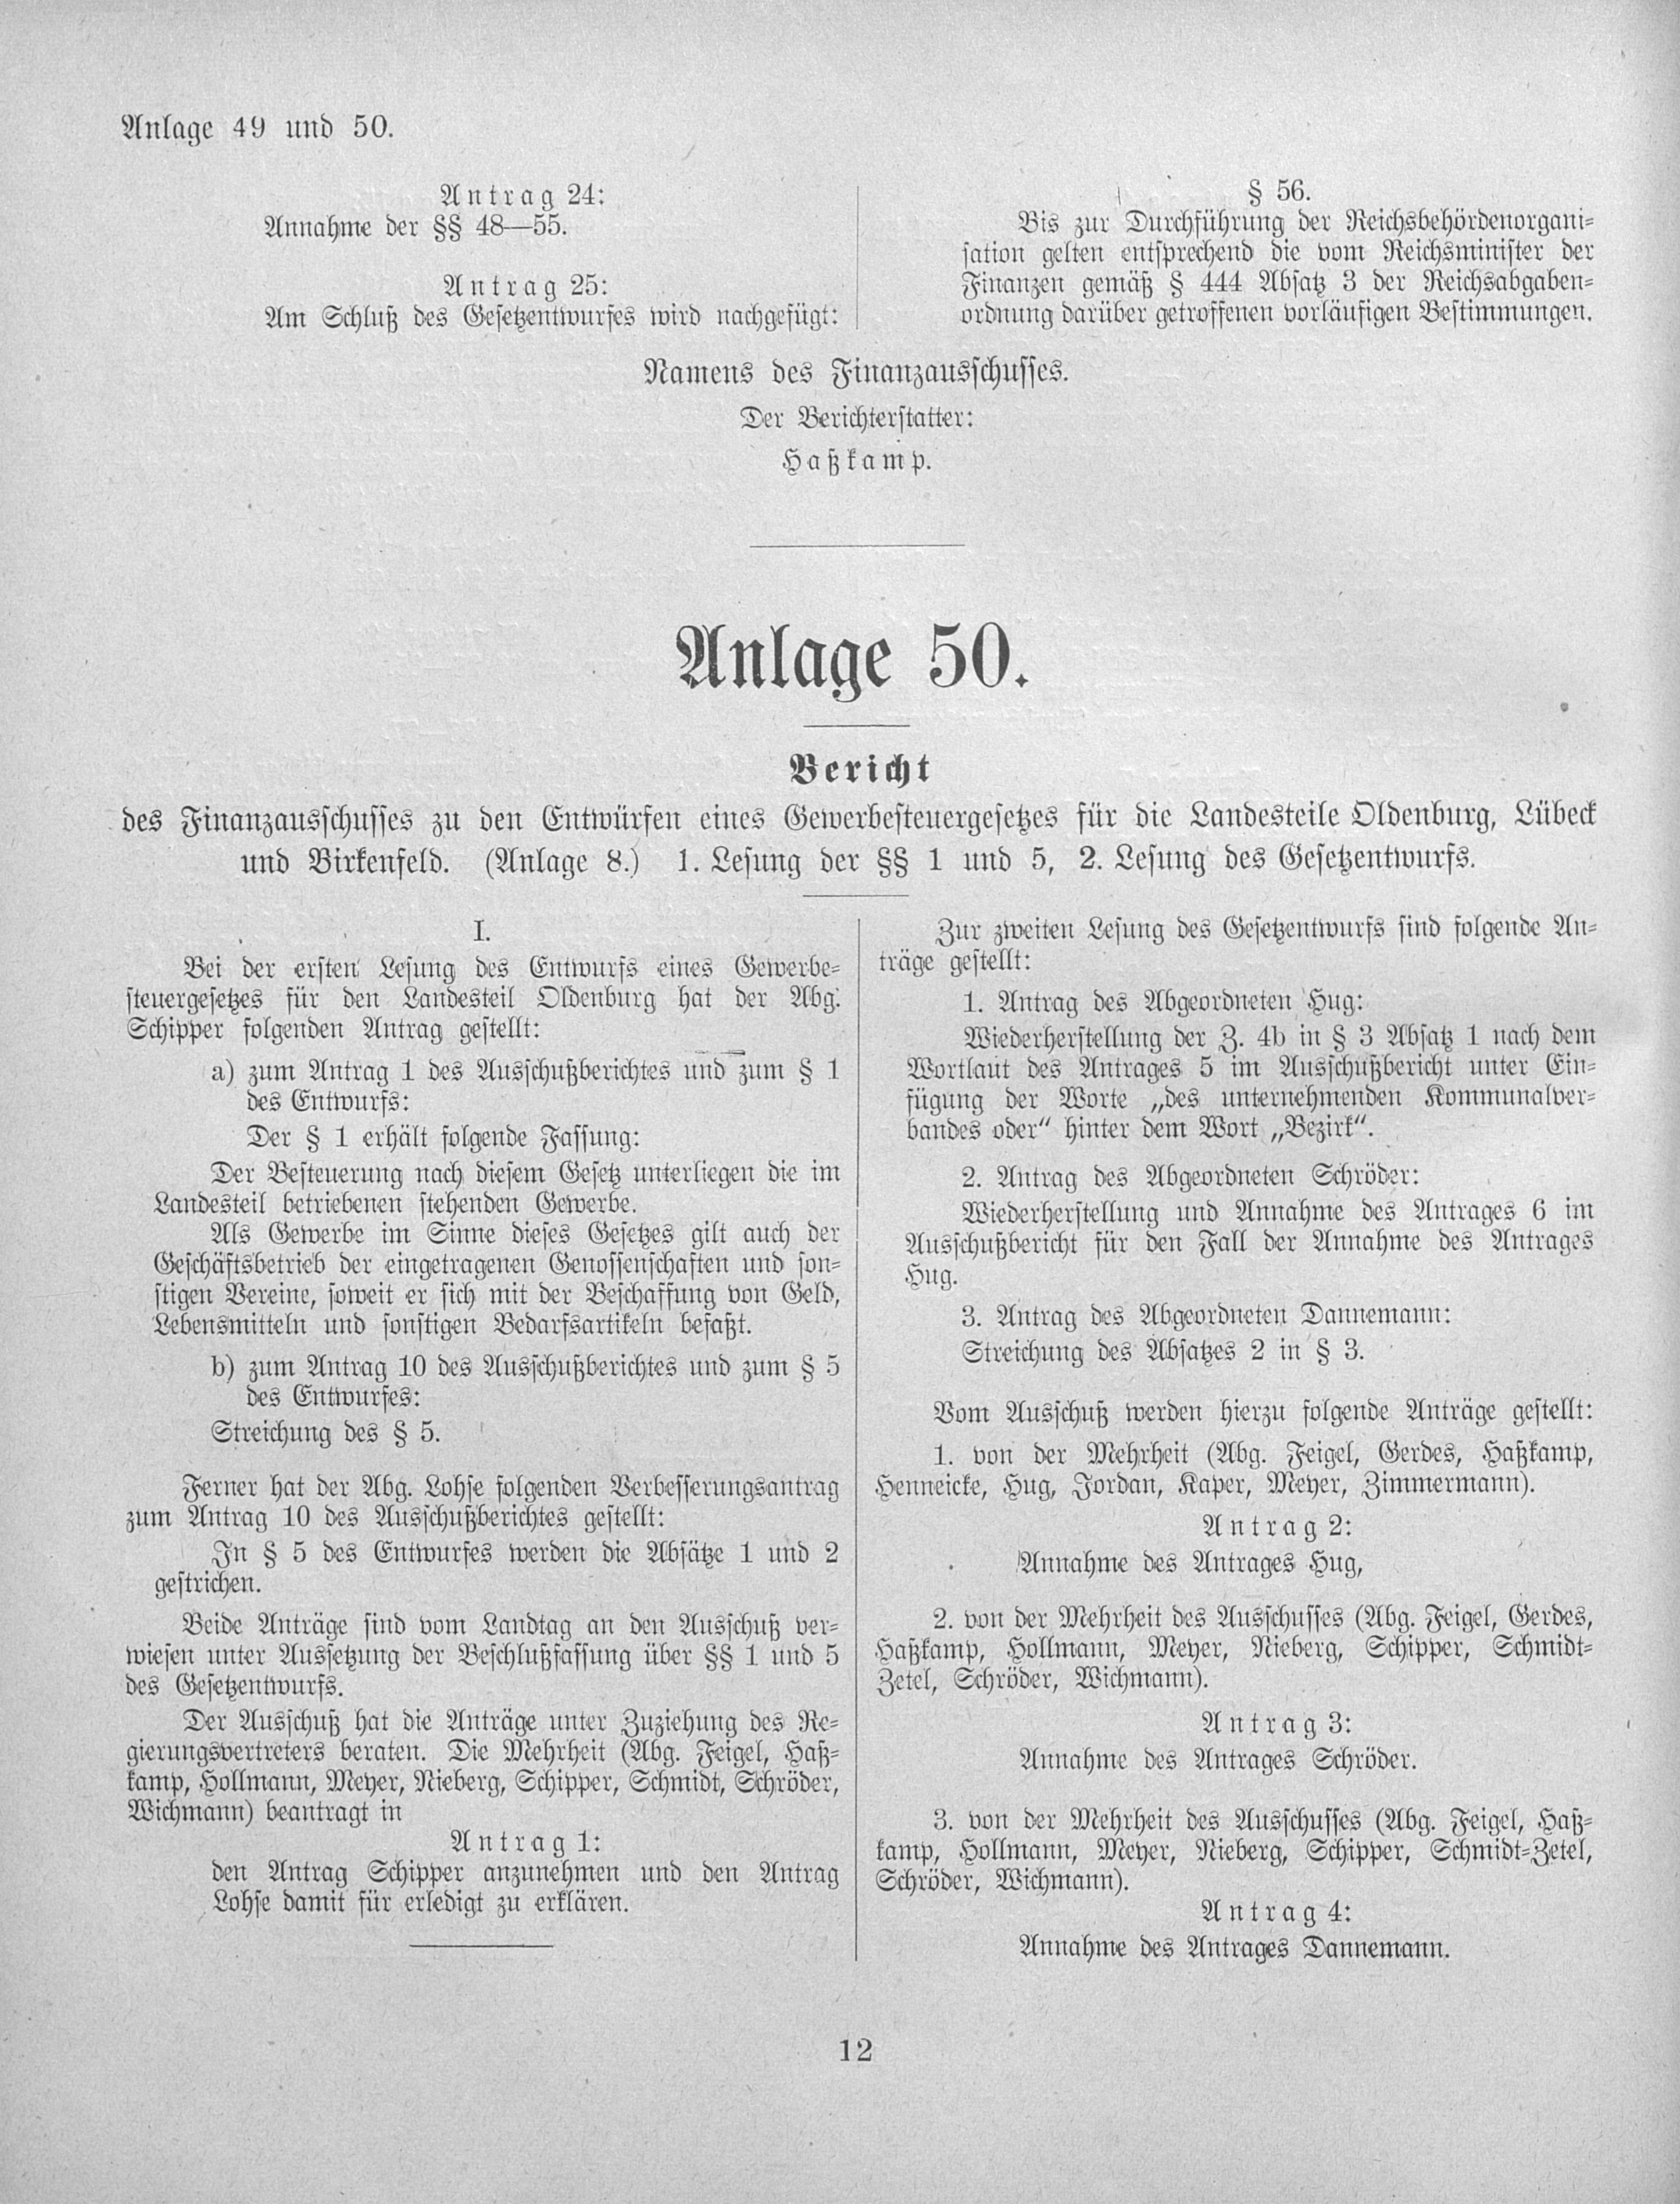 Anlage 49 und 50.
Antrag 24:
Annahme der §§ 48—55.
Antrag 25:
Am Schluß des Gesetzentwurfes wird nachgefügt:
§ 56.
Bis zur Durchführung der Reichsbehördenorgani-
sation gelten entsprechend die vom Reichsminister der
Finanzen gemäß § 444 Absatz 3 der Reichsabgaben-
ordnung darüber getroffenen vorläufigen Bestimmungen.
Namens des Finanzausschusses.
Der Berichterstatter:
Haßkamp.
Anlage 50.
Bericht
des Finanzausschusses zu den Entwürfen eines Gewerbesteuergesetzes für die Landesteile Oldenburg, Lübeck
und Birkenfeld. (Anlage 8.) 1. Lesung der §§ 1 und 5, 2. Lesung des Gesetzentwurfs.
I.
Bei der ersten Lesung des Entwurfs eines Gewerbe-
steuergesetzes für den Landesteil Oldenburg hat der Abg.
Schipper folgenden Antrag gestellt:
a) zum Antrag 1 des Ausschußberichtes und zum § 1
des Entwurfs:
Der § 1 erhält folgende Fassung:
Der Besteuerung nach diesem Gesetz unterliegen die im
Landesteil betriebenen stehenden Gewerbe.
Als Gewerbe im Sinne dieses Gesetzes gilt auch der
Geschäftsbetrieb der eingetragenen Genossenschaften und son-
stigen Vereine, soweit er sich mit der Beschaffung von Geld,
Lebensmitteln und sonstigen Bedarfsartikeln befaßt.
b) zum Antrag 10 des Ausschußberichtes und zum § 5
des Entwurfes:
Streichung des § 5.
Ferner hat der Abg. Lohse folgenden Verbesserungsantrag
zum Antrag 10 des Ausschußberichtes gestellt:
In § 5 des Entwurfes werden die Absätze 1 und 2
gestrichen.
Beide Anträge sind vom Landtag an den Ausschuß ver-
wiesen unter Aussetzung der Beschlußfassung über §§ 1 und 5
des Gesetzentwurfs.
Der Ausschuß hat die Anträge unter Zuziehung des Re-
gierungsvertreters beraten. Die Mehrheit (Abg. Feigel, Haß-
kamp, Hollmann, Meyer, Nieberg, Schipper, Schmidt, Schröder,
Wichmann) beantragt in
Antrag 1:
den Antrag Schipper anzunehmen und den Antrag
Lohse damit für erledigt zu erklären.
Zur zweiten Lesung des Gesetzentwurfs sind folgende An-
träge gestellt:
1. Antrag des Abgeordneten Hug:
Wiederherstellung der Z. 4b in § 3 Absatz 1 nach dem
Wortlaut des Antrages 5 im Ausschußbericht unter Ein-
fügung der Worte „des unternehmenden Kommunalver-
bandes oder“ hinter dem Wort „Bezirk“.
2. Antrag des Abgeordneten Schröder:
Wiederherstellung und Annahme des Antrages 6 im
Ausschußbericht für den Fall der Annahme des Antrages
Hug.
3. Antrag des Abgeordneten Dannemann:
Streichung des Absatzes 2 in § 3.
Vom Ausschuß werden hierzu folgende Anträge gestellt:
1. von der Mehrheit (Abg. Feigel, Gerdes, Haßkamp,
Henneicke, Hug, Jordan, Kaper, Meyer, Zimmermann).
Antrag 2:
Annahme des Antrages Hug,
2. von der Mehrheit des Ausschusses (Abg. Feigel, Gerdes,
Haßkamp, Hollmann, Meyer, Nieberg, Schipper, Schmidt-
Zetel, Schröder, Wichmann).
Antrag 3:
Annahme des Antrages Schröder.
3. von der Mehrheit des Ausschusses (Abg. Feigel, Haß-
kamp, Hollmann, Meyer, Nieberg, Schipper, Schmidt-Zetel,
Schröder, Wichmann).
Antrag 4:
Annahme des Antrages Dannemann.
12